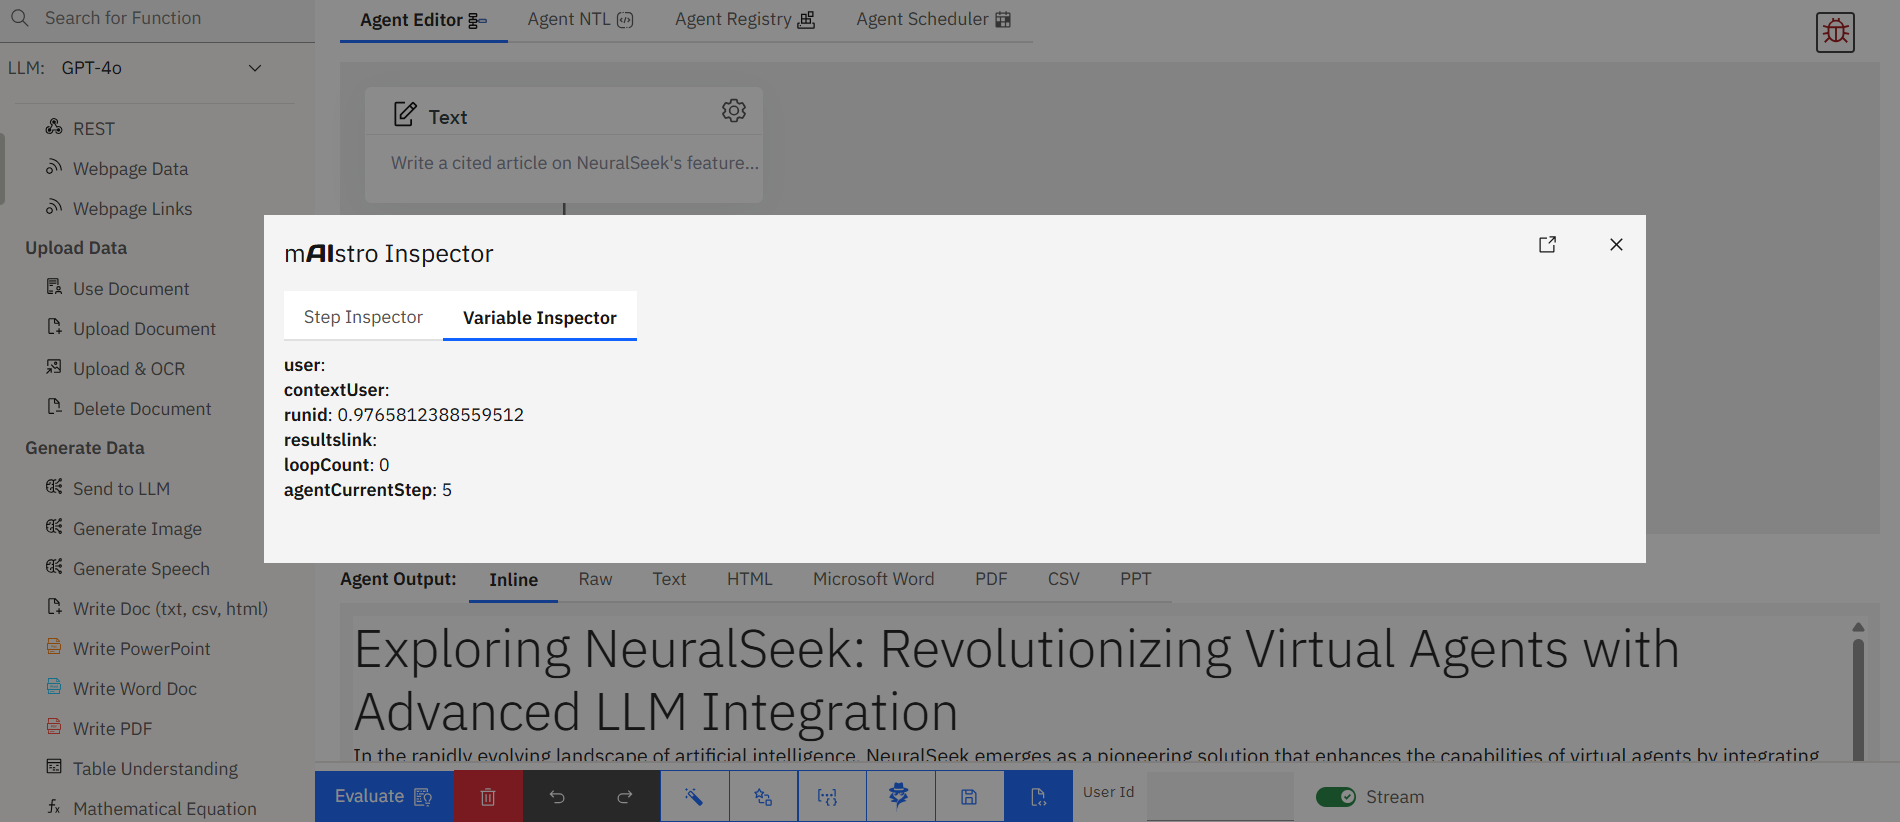 Search for Function
Agent Editor
Agent NTL
Agent Registry
Agent Scheduler
LLM: GPT-4o
REST
Webpage Data
Webpage Links
Upload Data
Use Document
Upload Document
Upload & OCR
Delete Document
Generate Data
Send to LLM
Generate Image
Generate Speech
Write Doc (txt, csv, html)
Write PowerPoint
Write Word Doc
Write PDF
Table Understanding
Mathematical Equation
Text
Write a cited article on NeuralSeek's feature...
mAIstro Inspector
Step Inspector
Variable Inspector
user:
contextUser:
runid: 0.9765812388559512
resultslink:
loopCount: 0
agentCurrentStep: 5
Agent Output:
Inline
Raw
Text
HTML
Microsoft Word
PDF
CSV
PPT
Exploring NeuralSeek: Revolutionizing Virtual Agents with
Advanced LLM Integration
In the rapidly evolving landscape of artificial intelligence, NeuralSeek emerges as a pioneering solution that enhances the capabilities of virtual agents by integrating
Evaluate
User Id
Stream